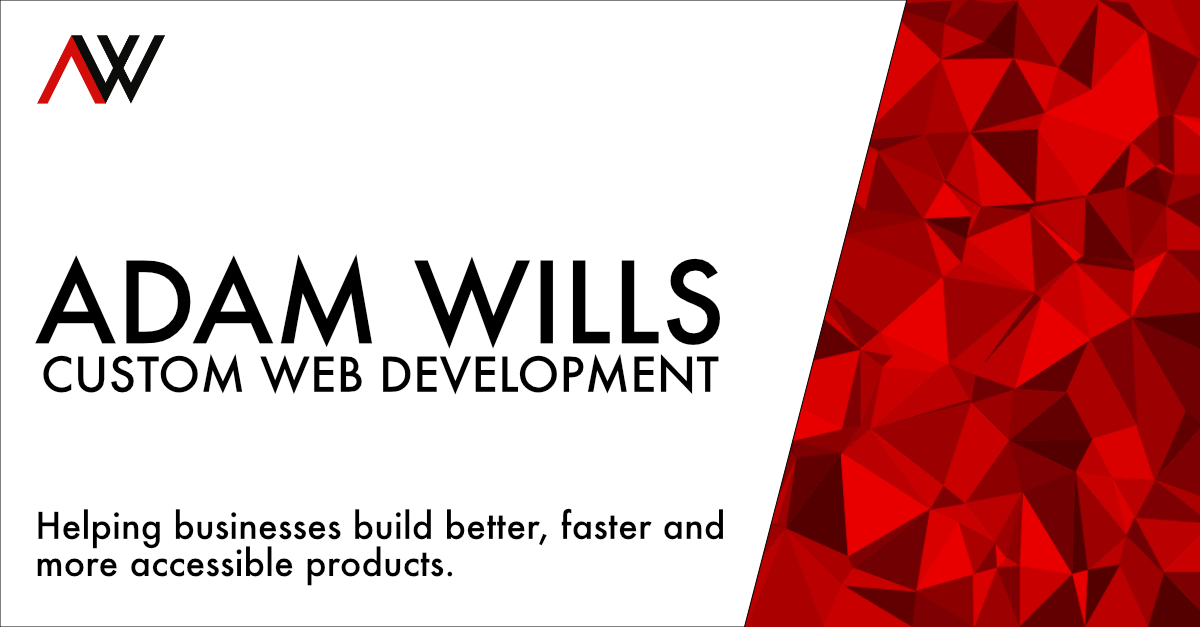 AW
ADAM WILLS
CUSTOM WEB DEVELOPMENT
Helping businesses build better, faster and
more accessible products.